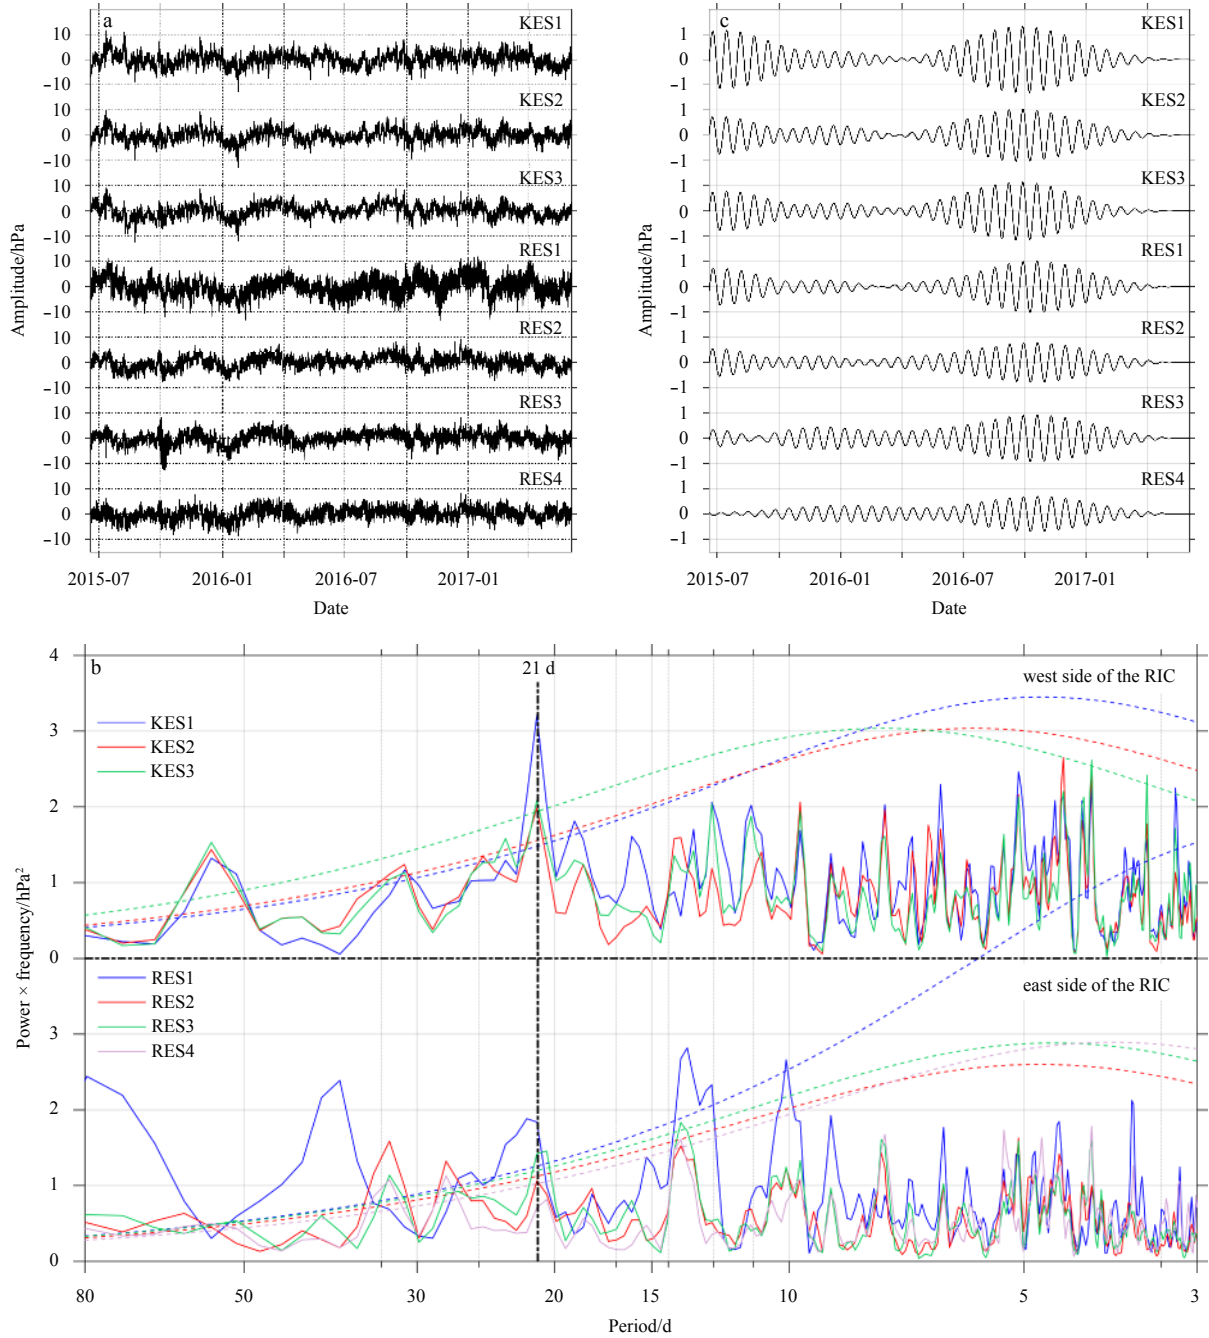 a
KES1
10
0
−10
KES2
10
0
−10
KES3
10
0
−10
RES1
10
0
−10
RES2
10
0
−10
RES3
10
0
−10
RES4
10
0
−10
Amplitude/hPa
2015-07 2016-01 2016-07 2017-01
Date
c
KES1
1
0
−1
KES2
1
0
−1
KES3
1
0
−1
RES1
1
0
−1
RES2
1
0
−1
RES3
1
0
−1
RES4
1
0
−1
Amplitude/hPa
2015-07 2016-01 2016-07 2017-01
Date
b
21 d
west side of the RIC
KES1
KES2
KES3
4
3
2
1
0
east side of the RIC
RES1
RES2
RES3
RES4
3
2
1
0
Power × frequency/hPa²
80 50 30 20 15 10 5 3
Period/d